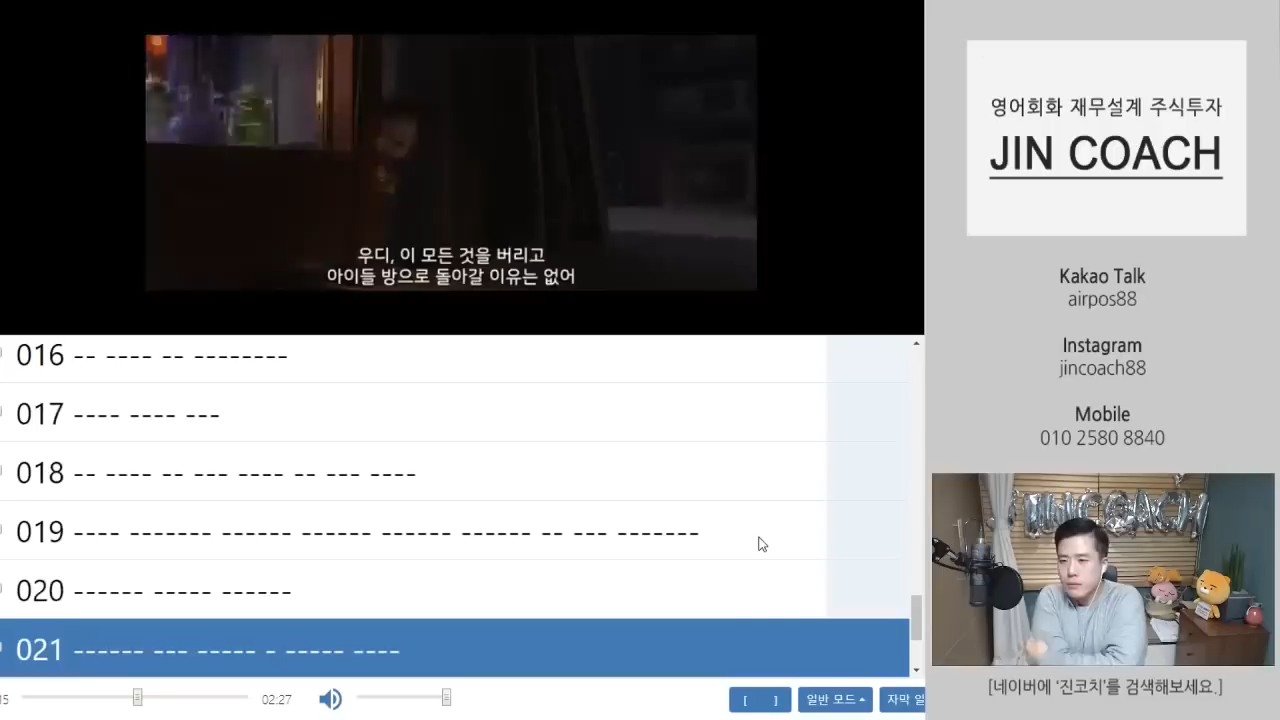 우디, 이 모든 것을 버리고
아이들 방으로 돌아갈 이유는 없어
016 -- ---- -- --------
017 ---- ---- ---
018 -- ---- -- --- ---- -- --- ----
019 ---- ------- ------ ------ ------ ------ -- --- -------
020 ------ ----- ------
021 ------ --- ----- - ----- ----
02:27
[ ]
일반 모드
자막 일
영어회화 재무설계 주식투자
JIN COACH
Kakao Talk
airpos88
Instagram
jincoach88
Mobile
010 2580 8840
JINCOACH
[네이버에 ‘진코치’를 검색해보세요.]